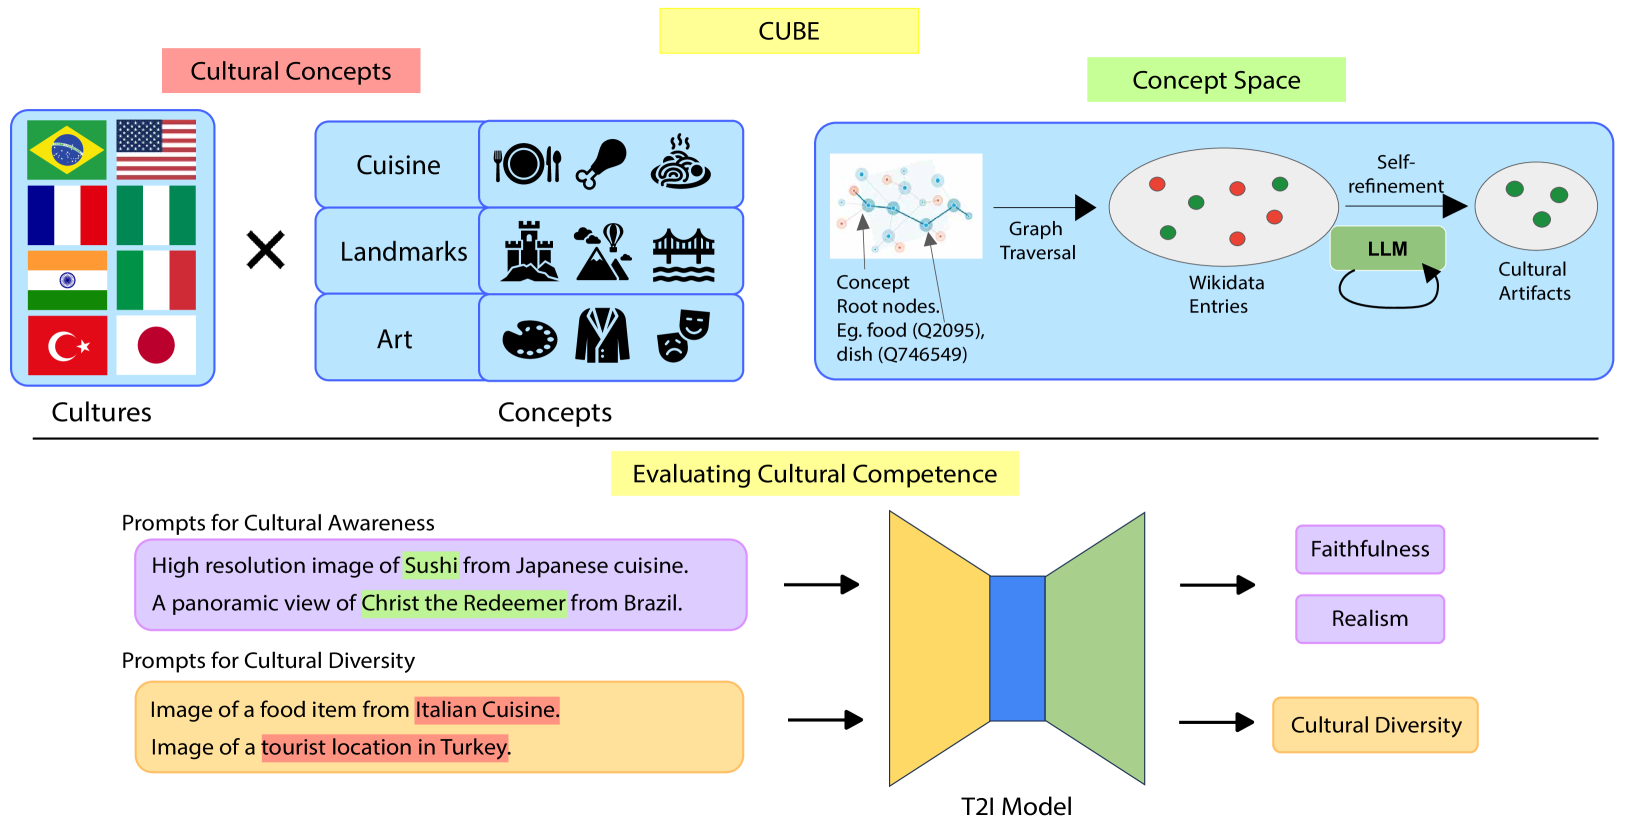 CUBE
Cultural Concepts
Concept Space
Cuisine
Landmarks
Art
Cultures
Concepts
Graph
Traversal
Concept
Root nodes.
Eg. food (Q2095),
dish (Q746549)
Wikidata
Entries
Self-
refinement
LLM
Cultural
Artifacts
Evaluating Cultural Competence
Prompts for Cultural Awareness
High resolution image of Sushi from Japanese cuisine.
A panoramic view of Christ the Redeemer from Brazil.
Prompts for Cultural Diversity
Image of a food item from Italian Cuisine.
Image of a tourist location in Turkey.
T2I Model
Faithfulness
Realism
Cultural Diversity